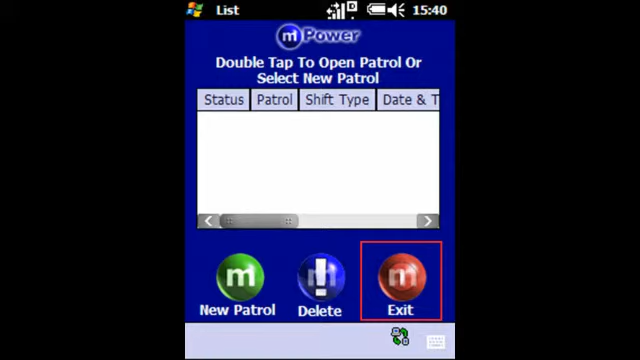 List 15:40
m Power
Double Tap To Open Patrol Or
Select New Patrol
Status Patrol Shift Type Date & T
m ! m
New Patrol Delete Exit